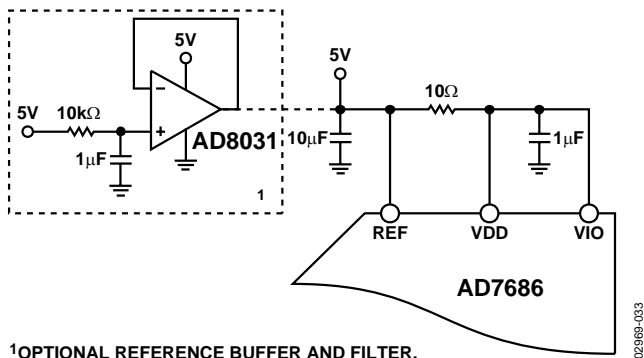 5V
5V
5V
10kΩ
10Ω
−
+
AD8031
10µF
1µF
1µF
1
REF
VDD
VIO
AD7686
02969-033
1OPTIONAL REFERENCE BUFFER AND FILTER.